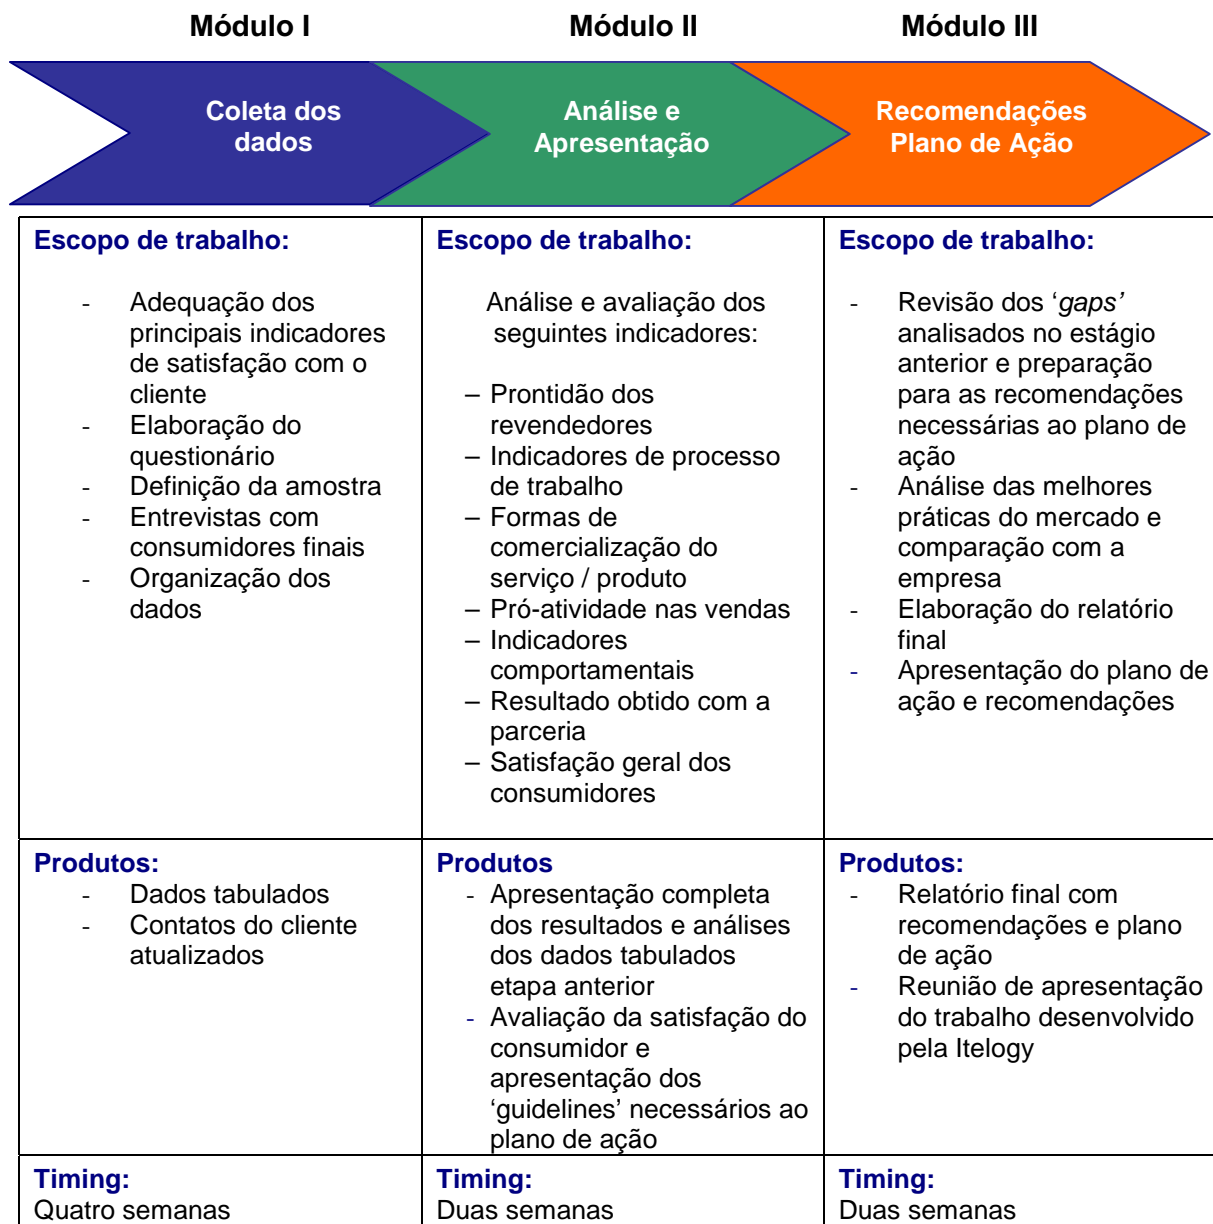 Módulo I
Módulo II
Módulo III
Coleta dos
dados
Análise e
Apresentação
Recomendações
Plano de Ação
Escopo de trabalho:
- Adequação dos
principais indicadores
de satisfação com o
cliente
- Elaboração do
questionário
- Definição da amostra
- Entrevistas com
consumidores finais
- Organização dos
dados
Escopo de trabalho:
Análise e avaliação dos
seguintes indicadores:
– Prontidão dos
revendedores
– Indicadores de processo
de trabalho
– Formas de
comercialização do
serviço / produto
– Pró-atividade nas vendas
– Indicadores
comportamentais
– Resultado obtido com a
parceria
– Satisfação geral dos
consumidores
Escopo de trabalho:
- Revisão dos ‘gaps’
analisados no estágio
anterior e preparação
para as recomendações
necessárias ao plano de
ação
- Análise das melhores
práticas do mercado e
comparação com a
empresa
- Elaboração do relatório
final
- Apresentação do plano de
ação e recomendações
Produtos:
- Dados tabulados
- Contatos do cliente
atualizados
Produtos
- Apresentação completa
dos resultados e análises
dos dados tabulados
etapa anterior
- Avaliação da satisfação do
consumidor e
apresentação dos
‘guidelines’ necessários ao
plano de ação
Produtos:
- Relatório final com
recomendações e plano
de ação
- Reunião de apresentação
do trabalho desenvolvido
pela Itelogy
Timing:
Quatro semanas
Timing:
Duas semanas
Timing:
Duas semanas